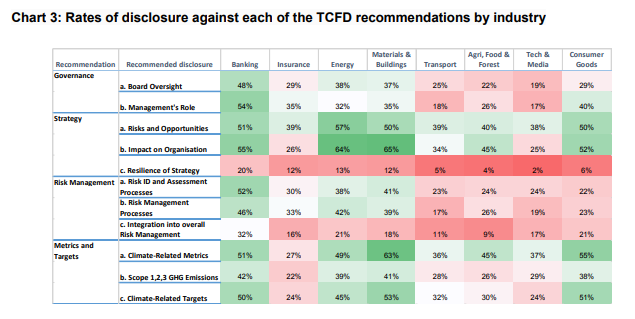 Chart 3: Rates of disclosure against each of the TCFD recommendations by industry
Recommendation Recommended disclosure Banking Insurance Energy Materials & Buildings Transport Agri, Food & Forest Tech & Media Consumer Goods
Governance
a. Board Oversight 48% 29% 38% 37% 25% 22% 19% 29%
b. Management's Role 54% 35% 32% 35% 18% 26% 17% 40%
Strategy
a. Risks and Opportunities 51% 39% 57% 50% 39% 40% 38% 50%
b. Impact on Organisation 55% 26% 64% 65% 34% 45% 25% 52%
c. Resilience of Strategy 20% 12% 13% 12% 5% 4% 2% 6%
Risk Management a. Risk ID and Assessment Processes 52% 30% 38% 41% 23% 24% 24% 22%
b. Risk Management Processes 46% 33% 42% 39% 17% 26% 19% 23%
c. Integration into overall Risk Management 32% 16% 21% 18% 11% 9% 17% 21%
Metrics and Targets
a. Climate-Related Metrics 51% 27% 49% 63% 36% 45% 37% 55%
b. Scope 1,2,3 GHG Emissions 42% 22% 39% 41% 28% 26% 29% 38%
c. Climate-Related Targets 50% 24% 45% 53% 32% 30% 24% 51%